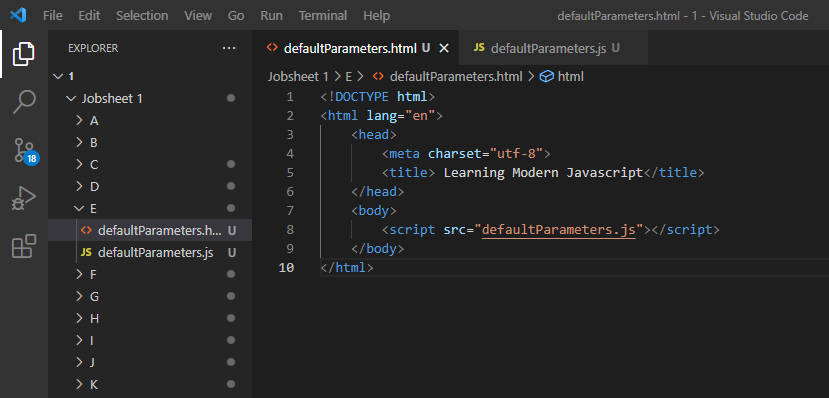 File Edit Selection View Go Run Terminal Help defaultParameters.html - 1 - Visual Studio Code
EXPLORER ...
defaultParameters.html U
JS defaultParameters.js U
1
Jobsheet 1
A
B
C
D
E
defaultParameters.h... U
JS defaultParameters.js U
F
G
H
I
J
K
18
Jobsheet 1 > E > <> defaultParameters.html > html
1 <!DOCTYPE html>
2 <html lang="en">
3 <head>
4 <meta charset="utf-8">
5 <title> Learning Modern Javascript</title>
6 </head>
7 <body>
8 <script src="defaultParameters.js"></script>
9 </body>
10 </html>